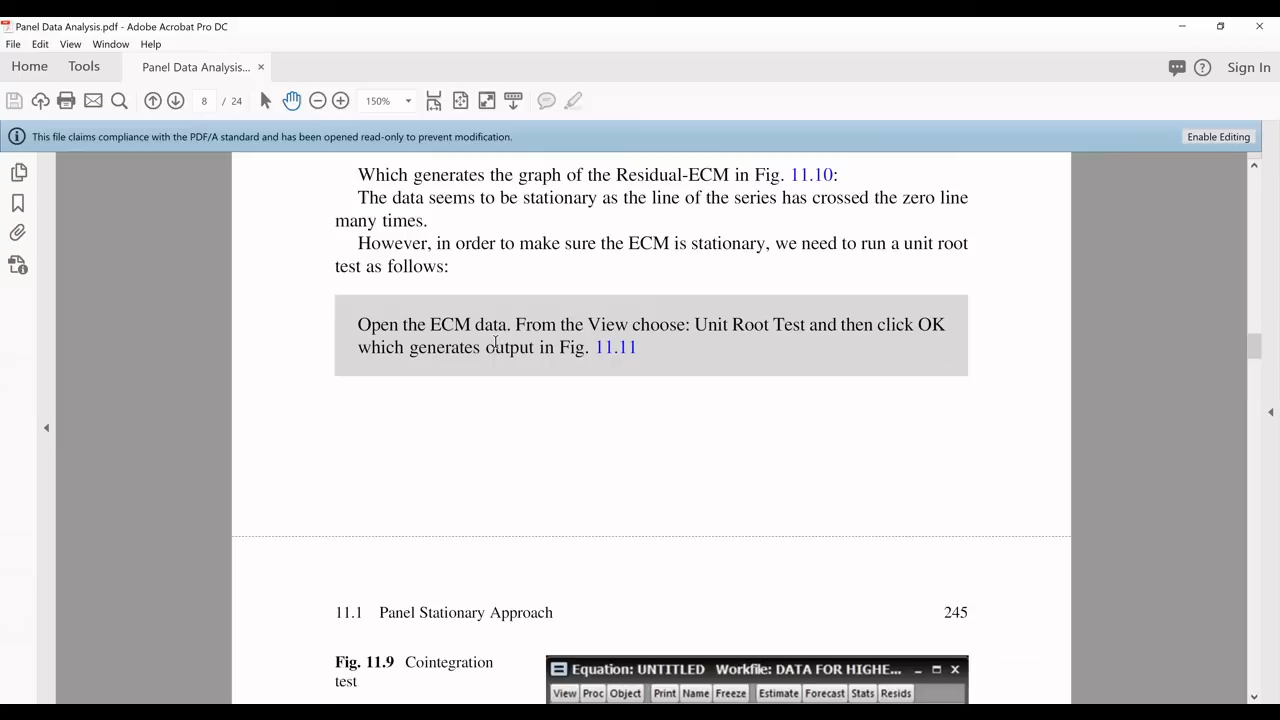 Panel Data Analysis.pdf - Adobe Acrobat Pro DC
File Edit View Window Help
Home Tools Panel Data Analysis... × Sign In
8 / 24 150%
This file claims compliance with the PDF/A standard and has been opened read-only to prevent modification. Enable Editing
Which generates the graph of the Residual-ECM in Fig. 11.10:
The data seems to be stationary as the line of the series has crossed the zero line
many times.
However, in order to make sure the ECM is stationary, we need to run a unit root
test as follows:
Open the ECM data. From the View choose: Unit Root Test and then click OK
which generates output in Fig. 11.11
11.1 Panel Stationary Approach 245
Fig. 11.9 Cointegration
test
Equation: UNTITLED Workfile: DATA FOR HIGHE...
View Proc Object Print Name Freeze Estimate Forecast Stats Resids